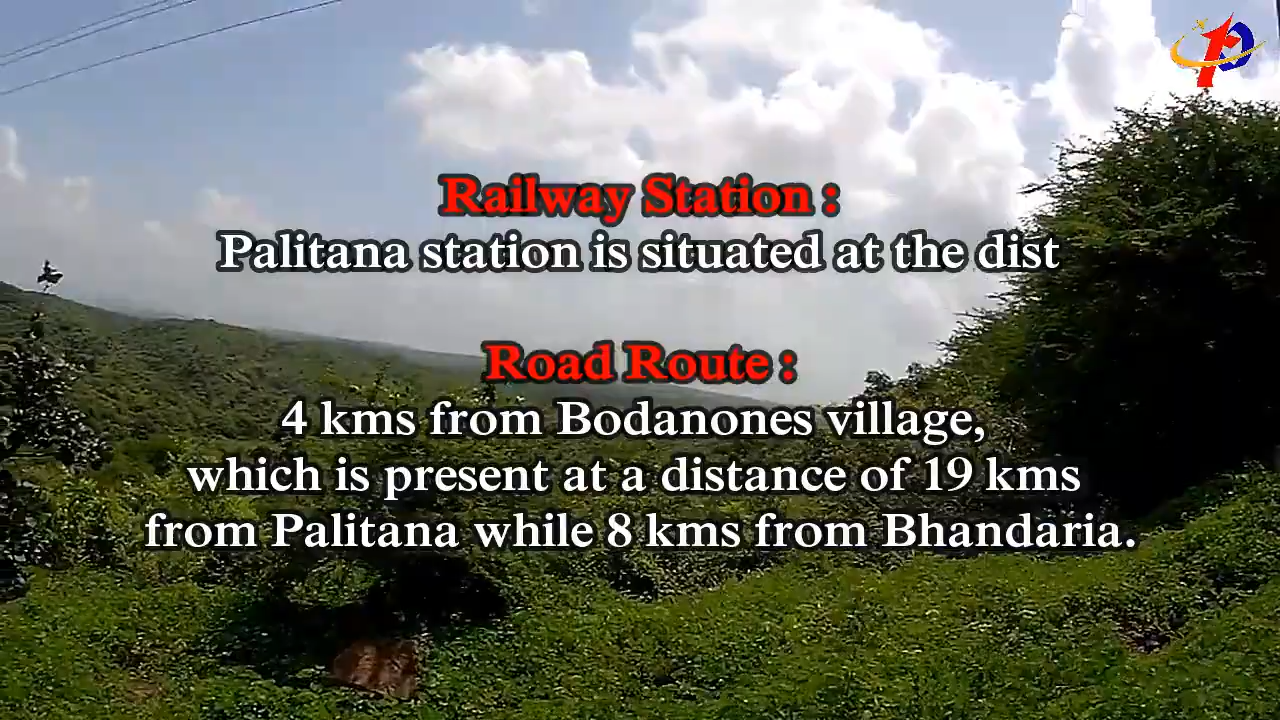 Railway Station :
Palitana station is situated at the dist
Road Route :
4 kms from Bodanones village,
which is present at a distance of 19 kms
from Palitana while 8 kms from Bhandaria.